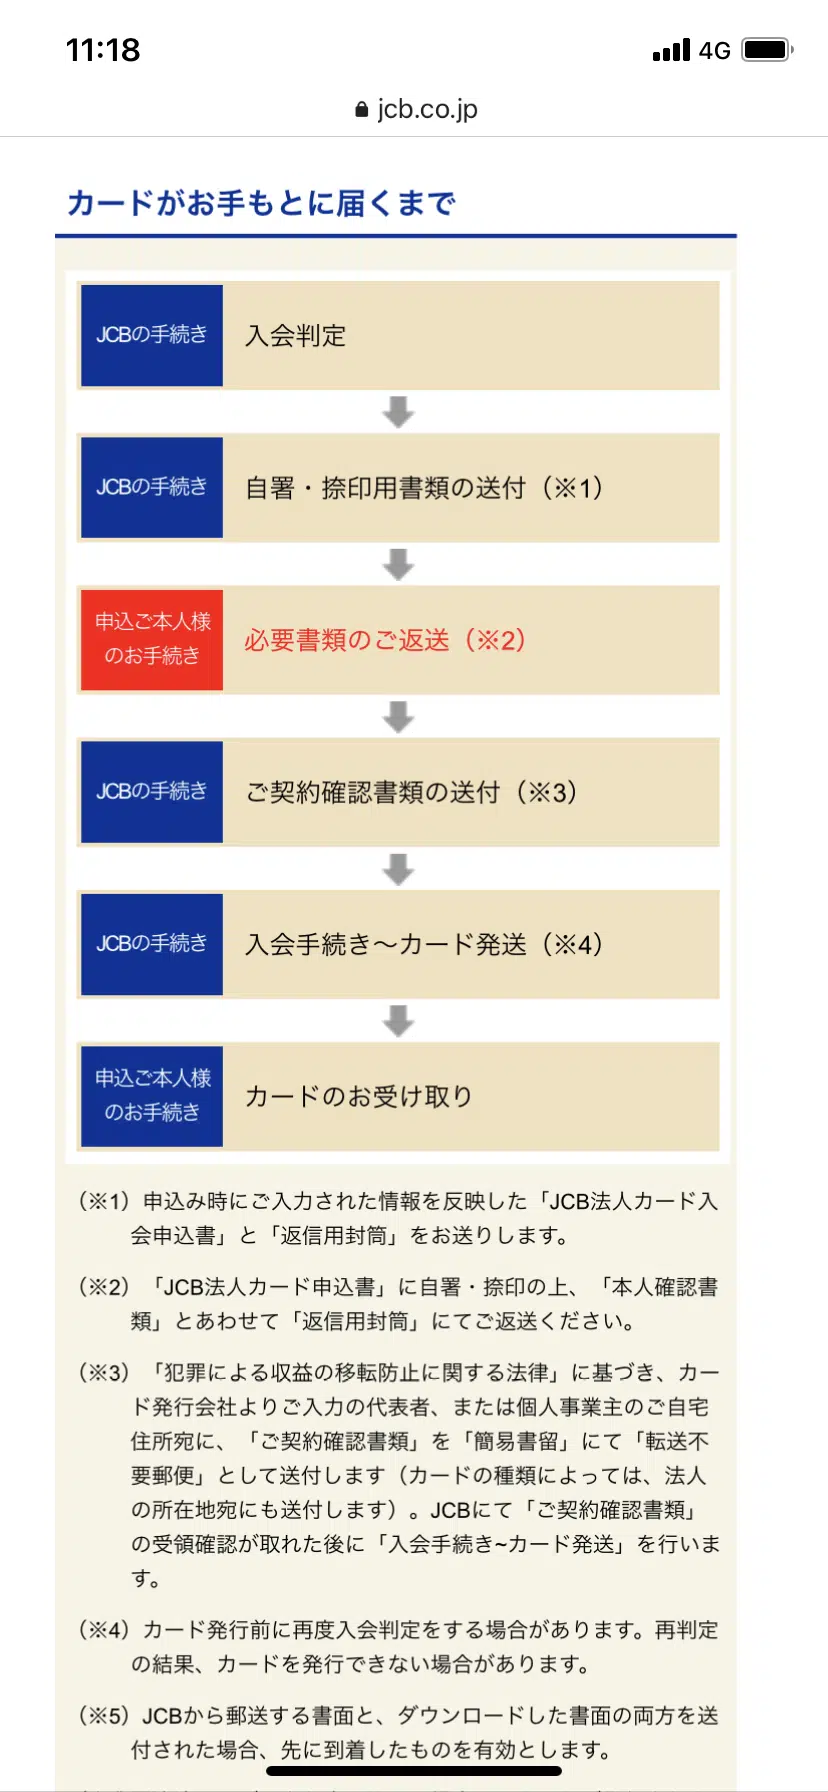 11:18
4G
jcb.co.jp
カードがお手もとに届くまで
JCBの手続き
入会判定
JCBの手続き
自署・捺印用書類の送付（※1）
申込ご本人様
のお手続き
必要書類のご返送（※2）
JCBの手続き
ご契約確認書類の送付（※3）
JCBの手続き
入会手続き～カード発送（※4）
申込ご本人様
のお手続き
カードのお受け取り
（※1）申込み時にご入力された情報を反映した「JCB法人カード入
会申込書」と「返信用封筒」をお送りします。
（※2）「JCB法人カード申込書」に自署・捺印の上、「本人確認書
類」とあわせて「返信用封筒」にてご返送ください。
（※3）「犯罪による収益の移転防止に関する法律」に基づき、カー
ド発行会社よりご入力の代表者、または個人事業主のご自宅
住所宛に、「ご契約確認書類」を「簡易書留」にて「転送不
要郵便」として送付します（カードの種類によっては、法人
の所在地宛にも送付します）。JCBにて「ご契約確認書類」
の受領確認が取れた後に「入会手続き~カード発送」を行いま
す。
（※4）カード発行前に再度入会判定をする場合があります。再判定
の結果、カードを発行できない場合があります。
（※5）JCBから郵送する書面と、ダウンロードした書面の両方を送
付された場合、先に到着したものを有効とします。